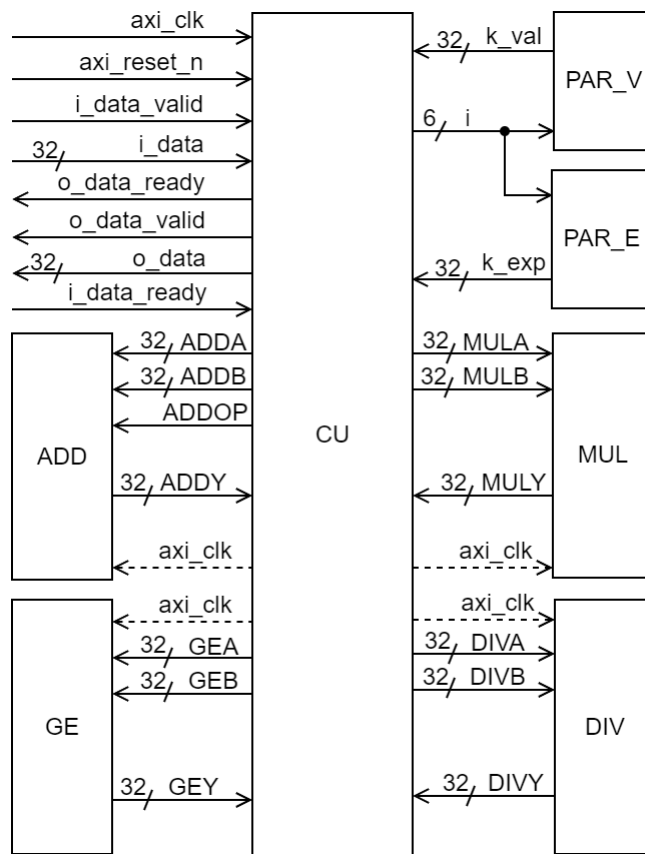 axi_clk
axi_reset_n
i_data_valid
32 i_data
o_data_ready
o_data_valid
32 o_data
i_data_ready
32 k_val
PAR_V
6 i
PAR_E
32 k_exp
32 ADDA
32 ADDB
ADDOP
ADD
32 ADDY
axi_clk
CU
32 MULA
32 MULB
MUL
32 MULY
axi_clk
axi_clk
32 GEA
32 GEB
GE
32 GEY
axi_clk
32 DIVA
32 DIVB
DIV
32 DIVY